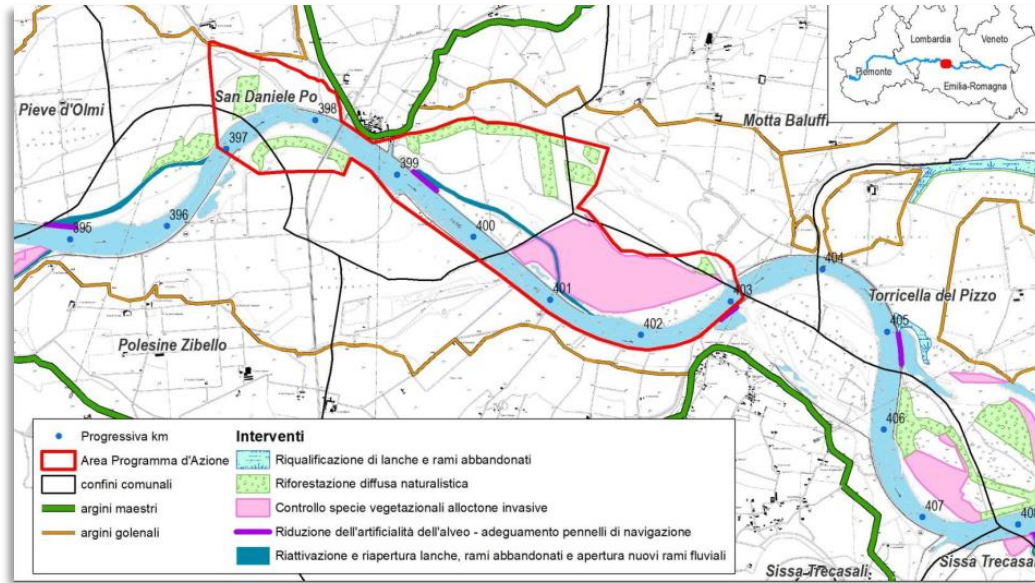 Lombardia
Veneto
Piemonte
Emilia-Romagna
Pieve d'Olmi
San Daniele Po
Motta Baluffi
398
397
399
395
396
400
401
402
403
404
405
406
407
408
Torricella del Pizzo
Polesine Zibello
Sissa Trecasali
Sissa Trecasa
Progressiva km
Area Programma d'Azione
confini comunali
argini maestri
argini golenali
Interventi
Riqualificazione di lanche e rami abbandonati
Riforestazione diffusa naturalistica
Controllo specie vegetazionali alloctone invasive
Riduzione dell'artificialità dell'alveo - adeguamento pennelli di navigazione
Riattivazione e riapertura lanche, rami abbandonati e apertura nuovi rami fluviali